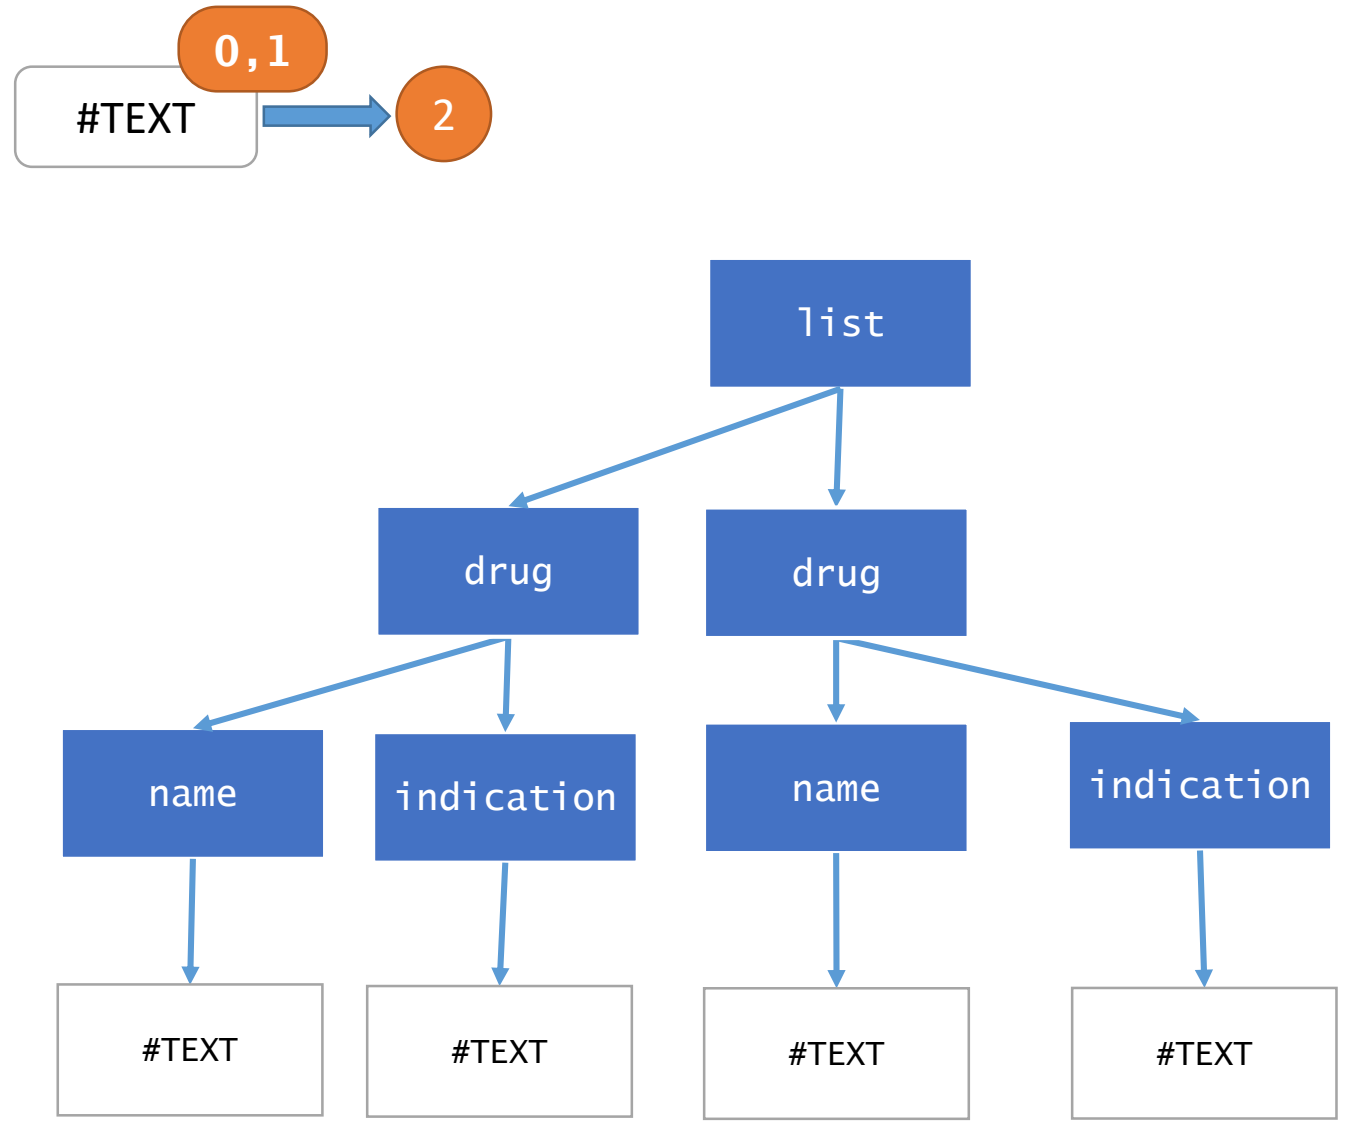 0,1
#TEXT
2
list
drug
drug
name
indication
name
indication
#TEXT
#TEXT
#TEXT
#TEXT